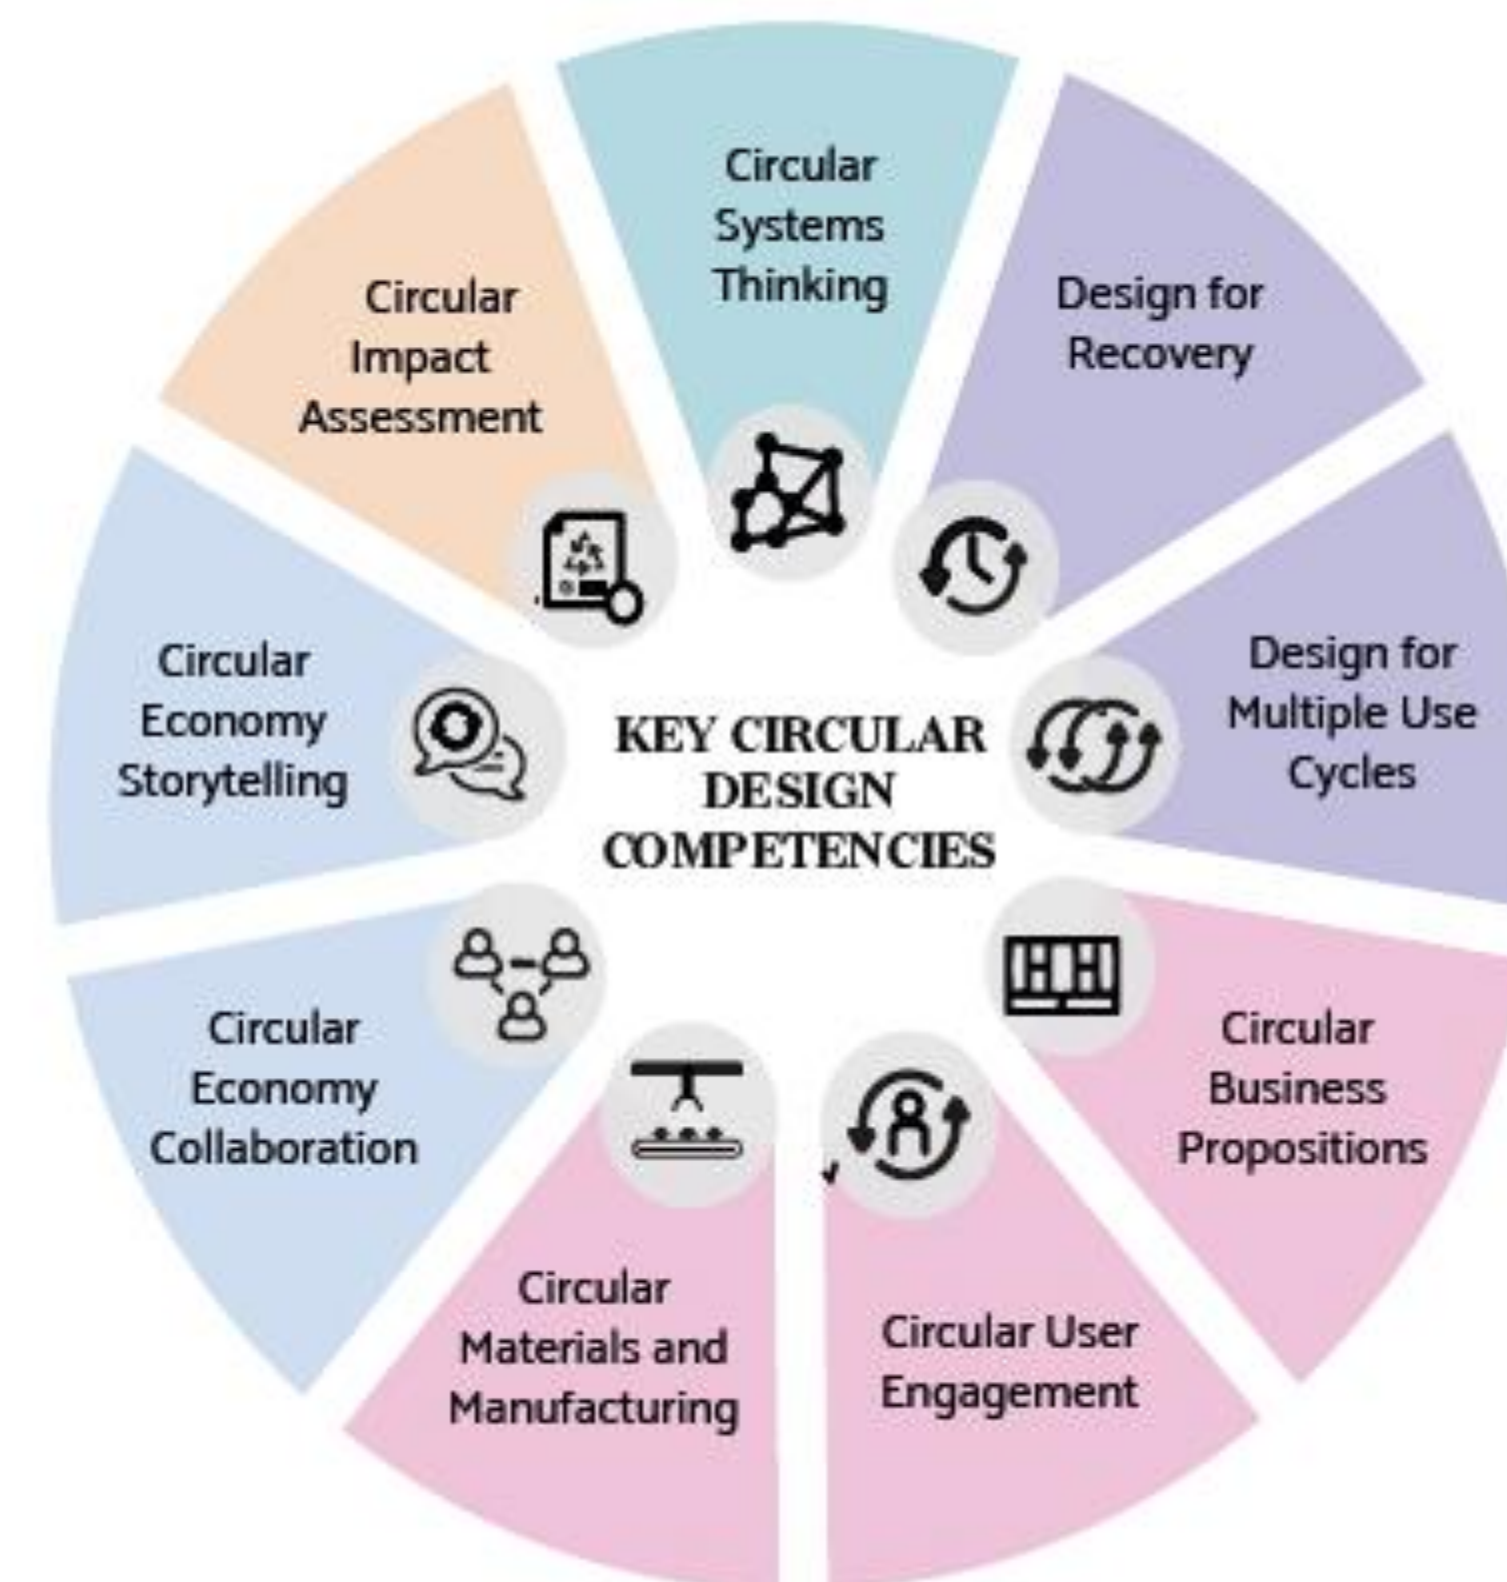 Circular
Systems
Thinking
Design for
Recovery
Design for
Multiple Use
Cycles
Circular
Business
Propositions
Circular User
Engagement
Circular
Materials and
Manufacturing
Circular
Economy
Collaboration
Circular
Economy
Storytelling
Circular
Impact
Assessment
KEY CIRCULAR
DESIGN
COMPETENCIES